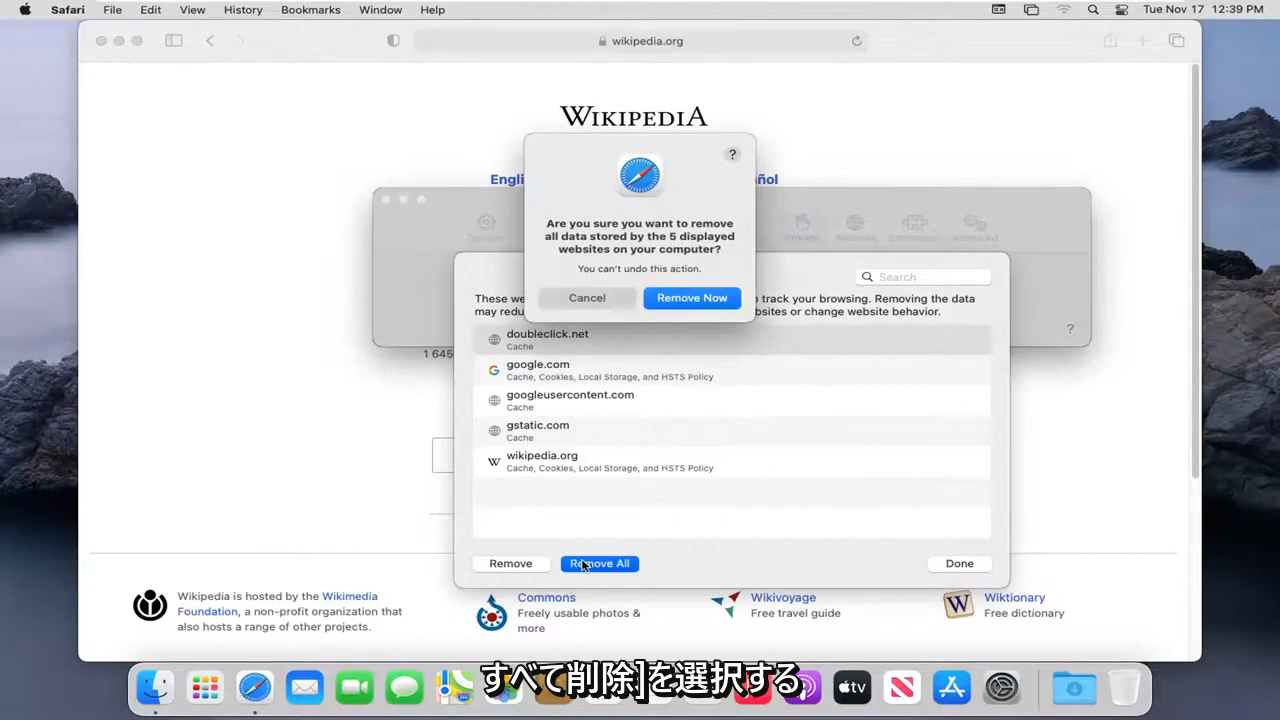 Safari File Edit View History Bookmarks Window Help Tue Nov 17 12:39 PM
wikipedia.org
WIKIPEDIA
Are you sure you want to remove
all data stored by the 5 displayed
websites on your computer?
You can't undo this action.
Cancel Remove Now
Search
These we to track your browsing. Removing the data
may redu bsites or change website behavior.
1 645
doubleclick.net
Cache
google.com
Cache, Cookies, Local Storage, and HSTS Policy
googleusercontent.com
Cache
gstatic.com
Cache
wikipedia.org
Cache, Cookies, Local Storage, and HSTS Policy
Remove Remove All Done
Wikipedia is hosted by the Wikimedia
Foundation, a non-profit organization that
also hosts a range of other projects.
Commons
Freely usable photos &
more
Wikivoyage
Free travel guide
Wiktionary
Free dictionary
すべて削除]を選択する
tv